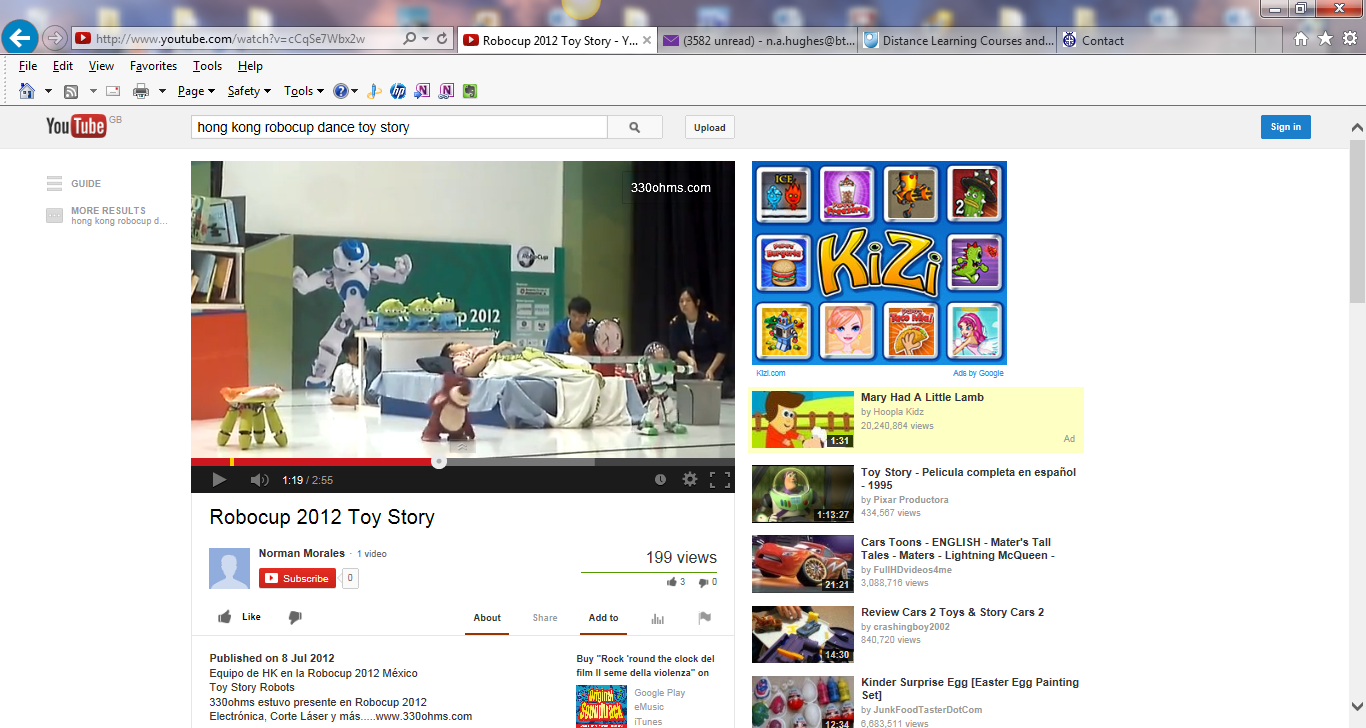 http://www.youtube.com/watch?v=cCqSe7Wbx2w
Robocup 2012 Toy Story - Y...
(3582 unread) - n.a.hughes@bt...
Distance Learning Courses and...
Contact
File Edit View Favorites Tools Help
Page Safety Tools
YouTube GB
hong kong robocup dance toy story
Upload
Sign in
GUIDE
MORE RESULTS
hong kong robocup d...
330ohms.com
RoboCup
Cup 2012
1:19 / 2:55
Robocup 2012 Toy Story
Norman Morales · 1 video
Subscribe 0
199 views
3 0
Like
About
Share
Add to
Published on 8 Jul 2012
Equipo de HK en la Robocup 2012 México
Toy Story Robots
330ohms estuvo presente en Robocup 2012
Electrónica, Corte Láser y más.....www.330ohms.com
Buy "Rock 'round the clock del
film Il seme della violenza" on
Original
Soundtrack
Google Play
eMusic
iTunes
ICE
2
KiZi
Kizi.com
Ads by Google
Mary Had A Little Lamb
by Hoopla Kidz
20,240,864 views
Ad
1:31
Toy Story - Pelicula completa en español
- 1995
by Pixar Productora
434,567 views
1:13:27
Cars Toons - ENGLISH - Mater's Tall
Tales - Maters - Lightning McQueen -
by FullHDvideos4me
3,088,716 views
21:21
Review Cars 2 Toys & Story Cars 2
by crashingboy2002
840,720 views
14:30
Kinder Surprise Egg [Easter Egg Painting
Set]
by JunkFoodTasterDotCom
6,683,511 views
12:34